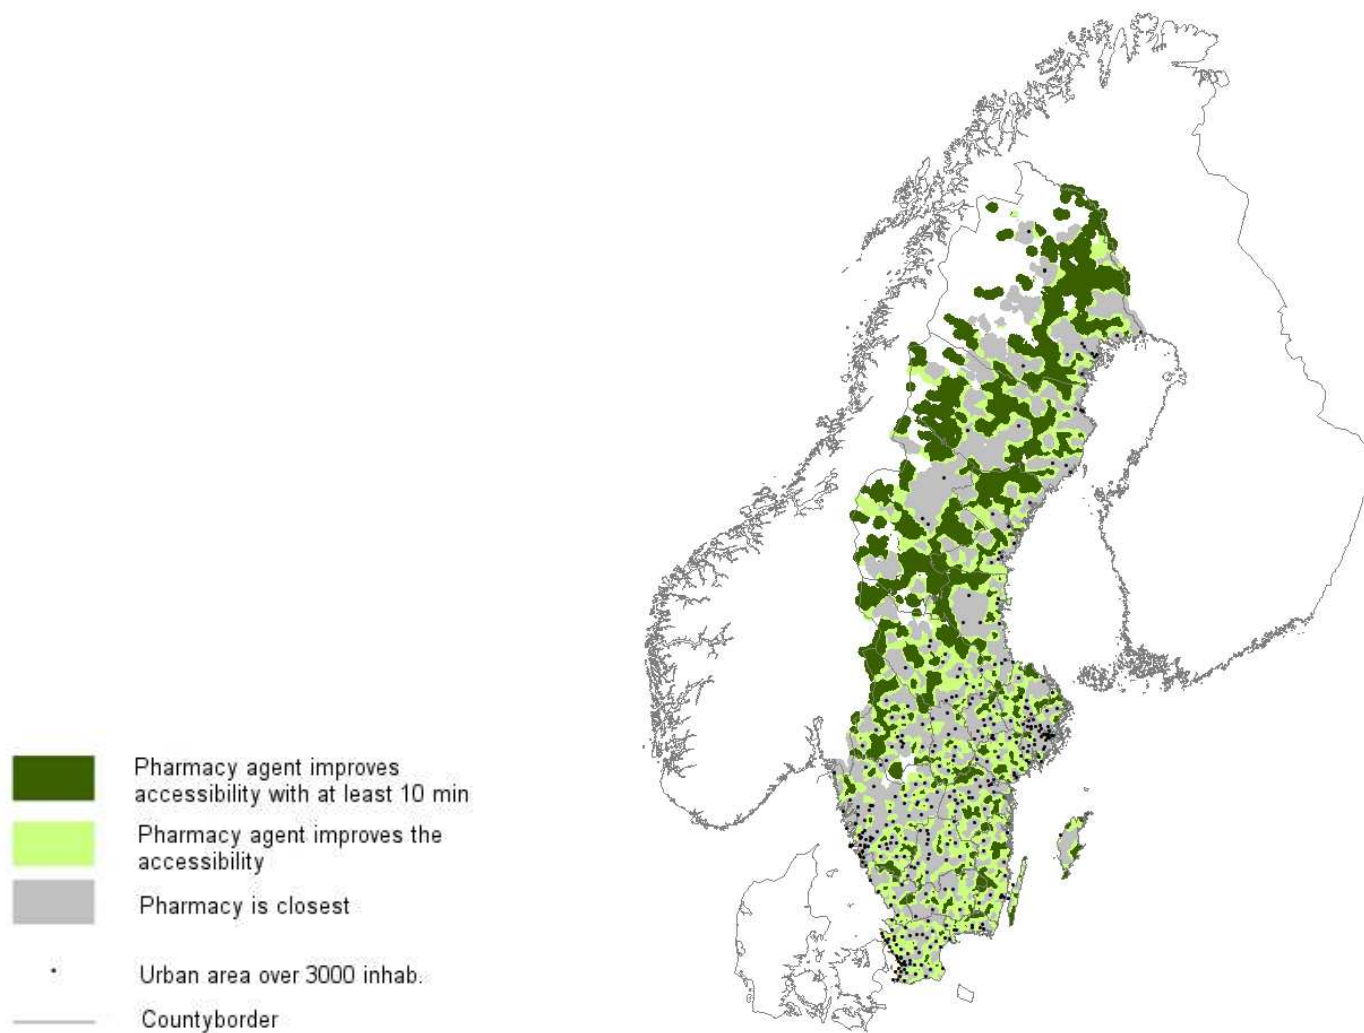 Pharmacy agent improves
accessibility with at least 10 min
Pharmacy agent improves the
accessibility
Pharmacy is closest
Urban area over 3000 inhab.
Countyborder